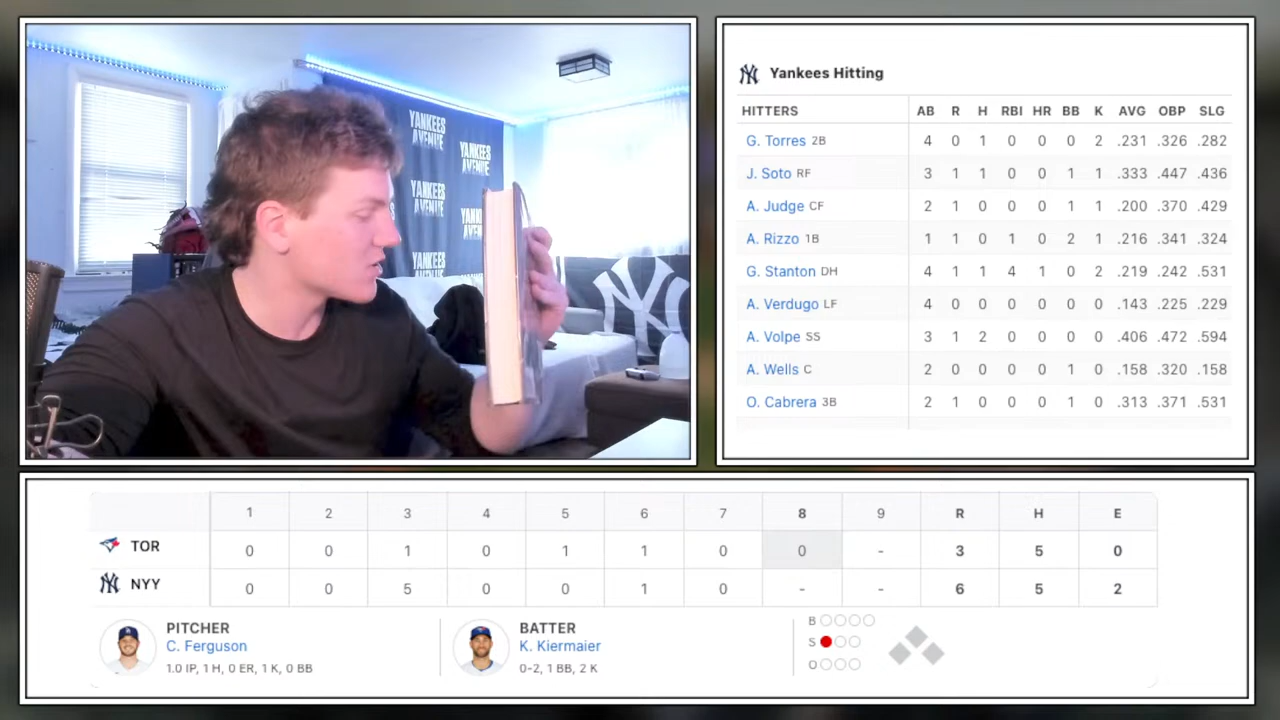 YANKEES
AVENUE
YANKEES
AVENUE
YANKEES
AVENUE
YANKEES
Yankees Hitting
HITTERS AB R H RBI HR BB K AVG OBP SLG
G. Torres 2B 4 0 1 0 0 0 2 .231 .326 .282
J. Soto RF 3 1 1 0 0 1 1 .333 .447 .436
A. Judge CF 2 1 0 0 0 1 1 .200 .370 .429
A. Rizzo 1B 1 1 0 1 0 2 1 .216 .341 .324
G. Stanton DH 4 1 1 4 1 0 2 .219 .242 .531
A. Verdugo LF 4 0 0 0 0 0 0 .143 .225 .229
A. Volpe SS 3 1 2 0 0 0 0 .406 .472 .594
A. Wells C 2 0 0 0 0 1 0 .158 .320 .158
O. Cabrera 3B 2 1 0 0 0 1 0 .313 .371 .531
1 2 3 4 5 6 7 8 9 R H E
TOR 0 0 1 0 1 1 0 0 - 3 5 0
NYY 0 0 5 0 0 1 0 - - 6 5 2
PITCHER
C. Ferguson
1.0 IP, 1 H, 0 ER, 1 K, 0 BB
BATTER
K. Kiermaier
0-2, 1 BB, 2 K
B
S
O